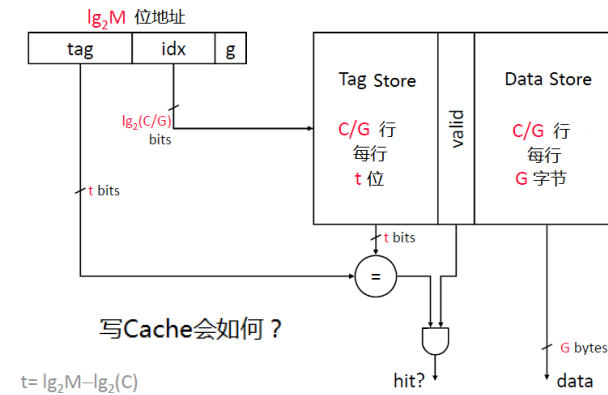 lg₂M 位地址
tag idx g
lg₂(C/G)
bits
t bits
Tag Store
C/G 行
每行
t 位
valid
Data Store
C/G 行
每行
G 字节
t bits
=
写Cache会如何？
G bytes
t= lg₂M–lg₂(C)
hit?
data